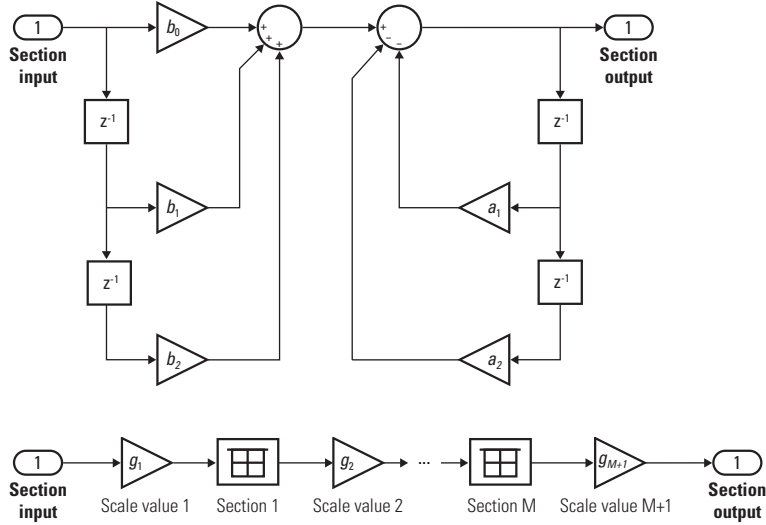 1
Section
input
b0
+
+
+
+
−
−
1
Section
output
z-1
z-1
b1
a1
z-1
z-1
b2
a2
1
Section
input
g1
Scale value 1
Section 1
g2
Scale value 2
...
Section M
gM+1
Scale value M+1
1
Section
output